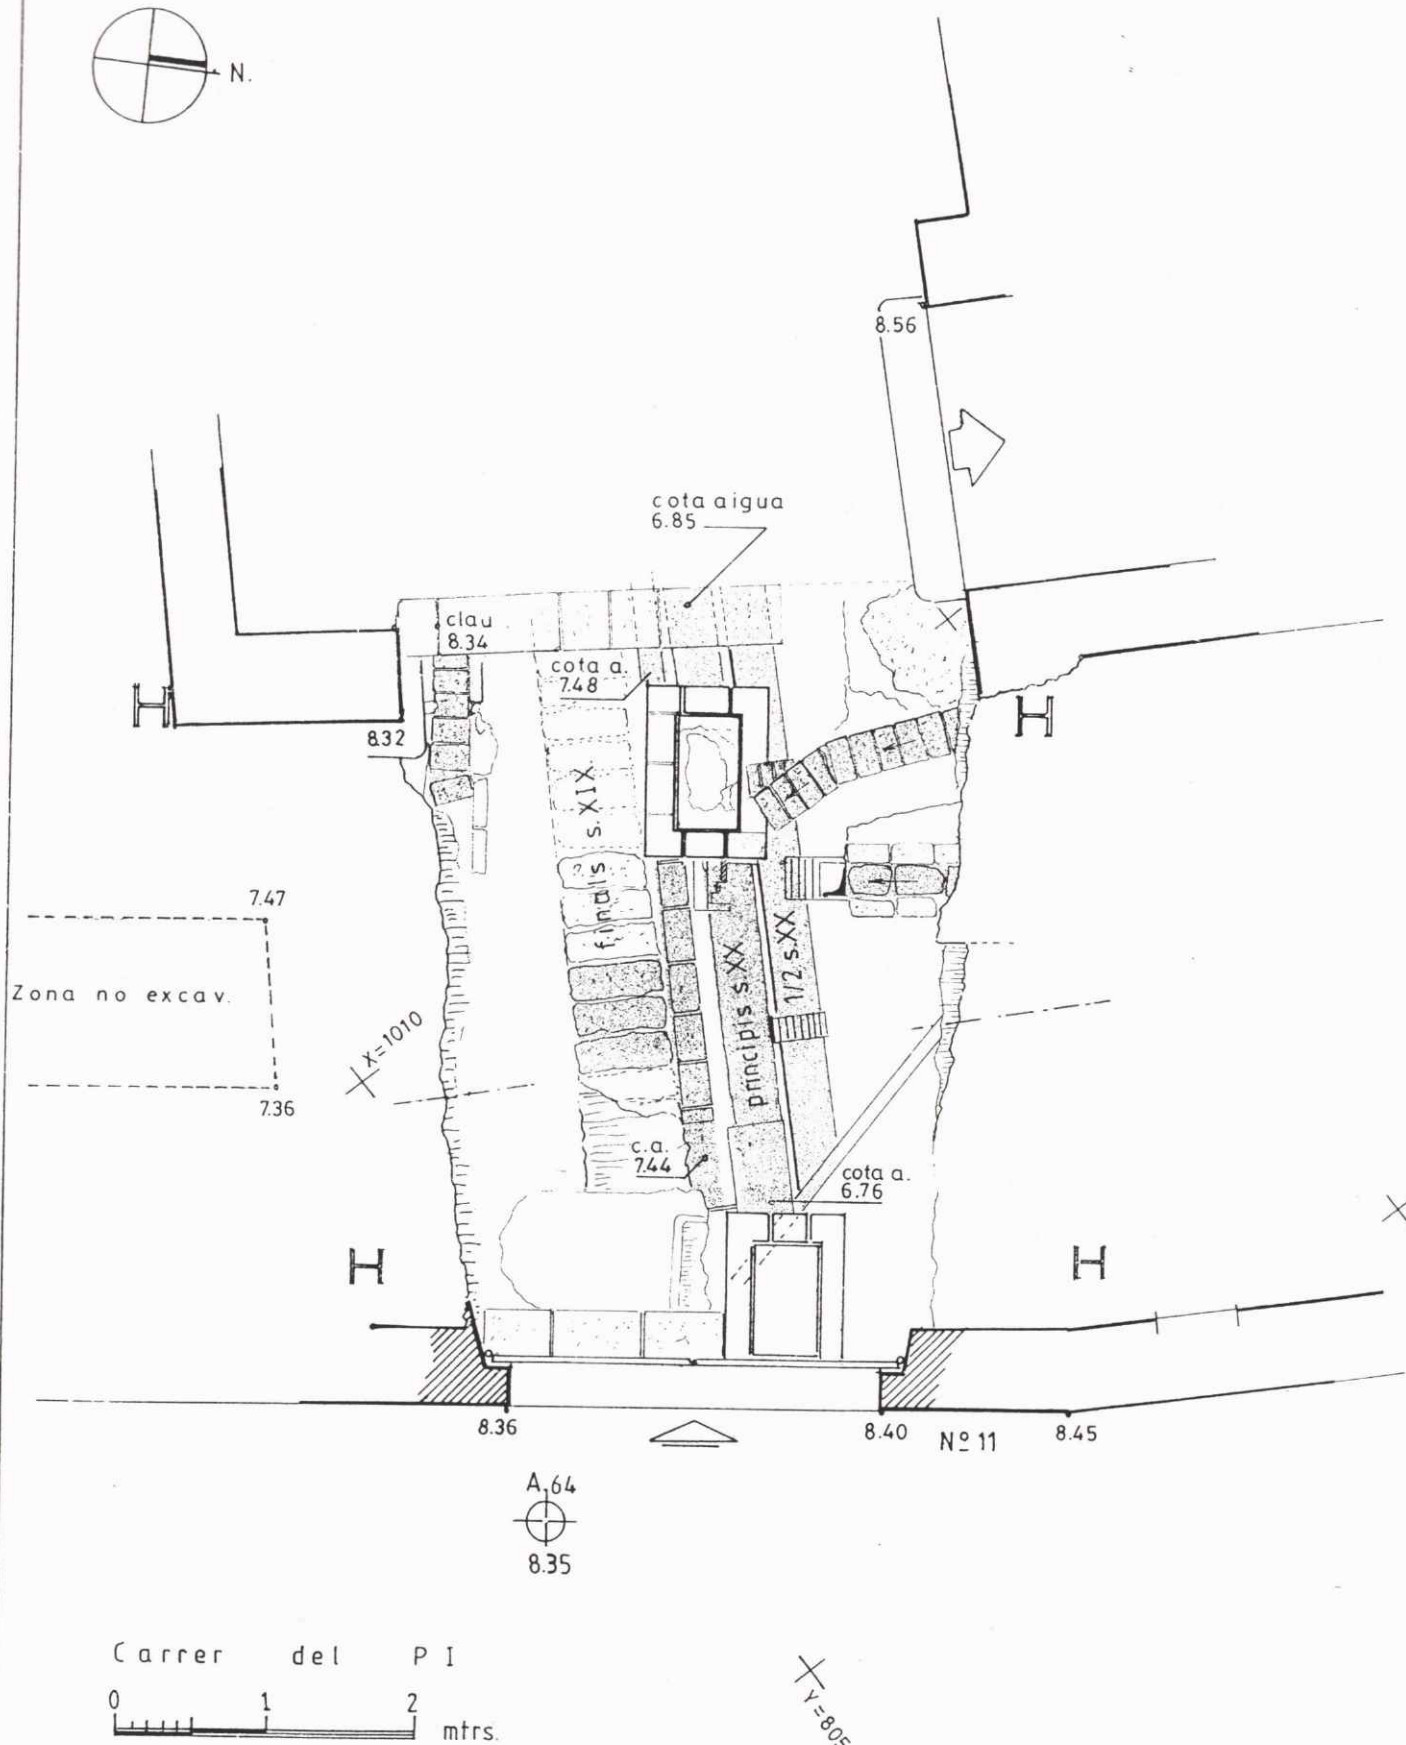 N.
8.56
cota aigua
6.85
clau
8.34
cota a.
7.48
H
H
8.32
finals s. XIX
7.47
Zona no excav.
principis s. XX
1/2 s. XX
X=1010
7.36
c.a.
7.44
cota a.
6.76
H
H
8.36
8.40
Nº 11
8.45
A.64
8.35
Carrer del PI
0 1 2
mtrs.
Y=805